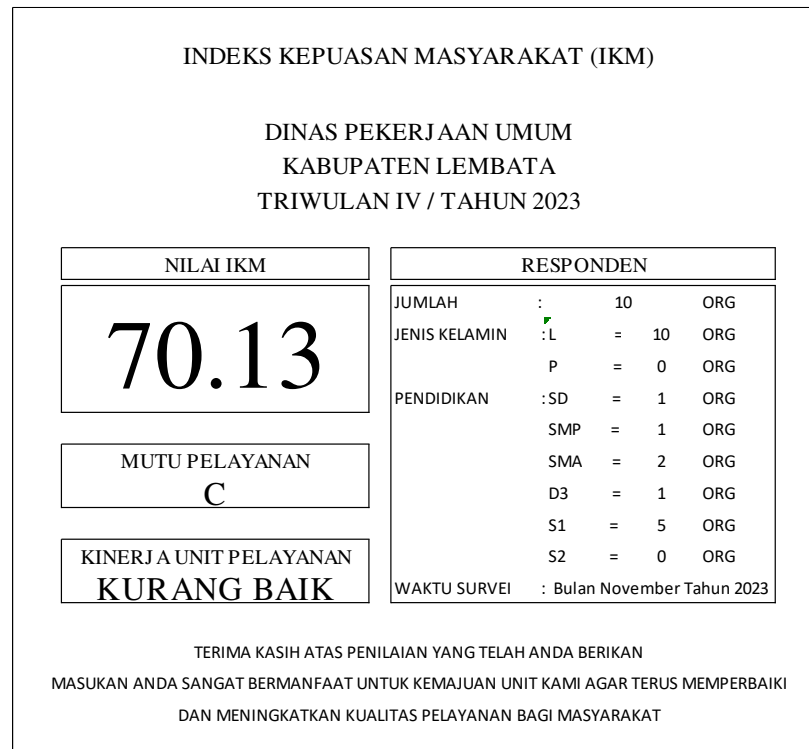 INDEKS KEPUASAN MASYARAKAT (IKM)
DINAS PEKERJAAN UMUM
KABUPATEN LEMBATA
TRIWULAN IV / TAHUN 2023
NILAI IKM
70.13
MUTU PELAYANAN
C
KINERJA UNIT PELAYANAN
KURANG BAIK
RESPONDEN
JUMLAH : 10 ORG
JENIS KELAMIN : L = 10 ORG
P = 0 ORG
PENDIDIKAN : SD = 1 ORG
SMP = 1 ORG
SMA = 2 ORG
D3 = 1 ORG
S1 = 5 ORG
S2 = 0 ORG
WAKTU SURVEI : Bulan November Tahun 2023
TERIMA KASIH ATAS PENILAIAN YANG TELAH ANDA BERIKAN
MASUKAN ANDA SANGAT BERMANFAAT UNTUK KEMAJUAN UNIT KAMI AGAR TERUS MEMPERBAIKI
DAN MENINGKATKAN KUALITAS PELAYANAN BAGI MASYARAKAT